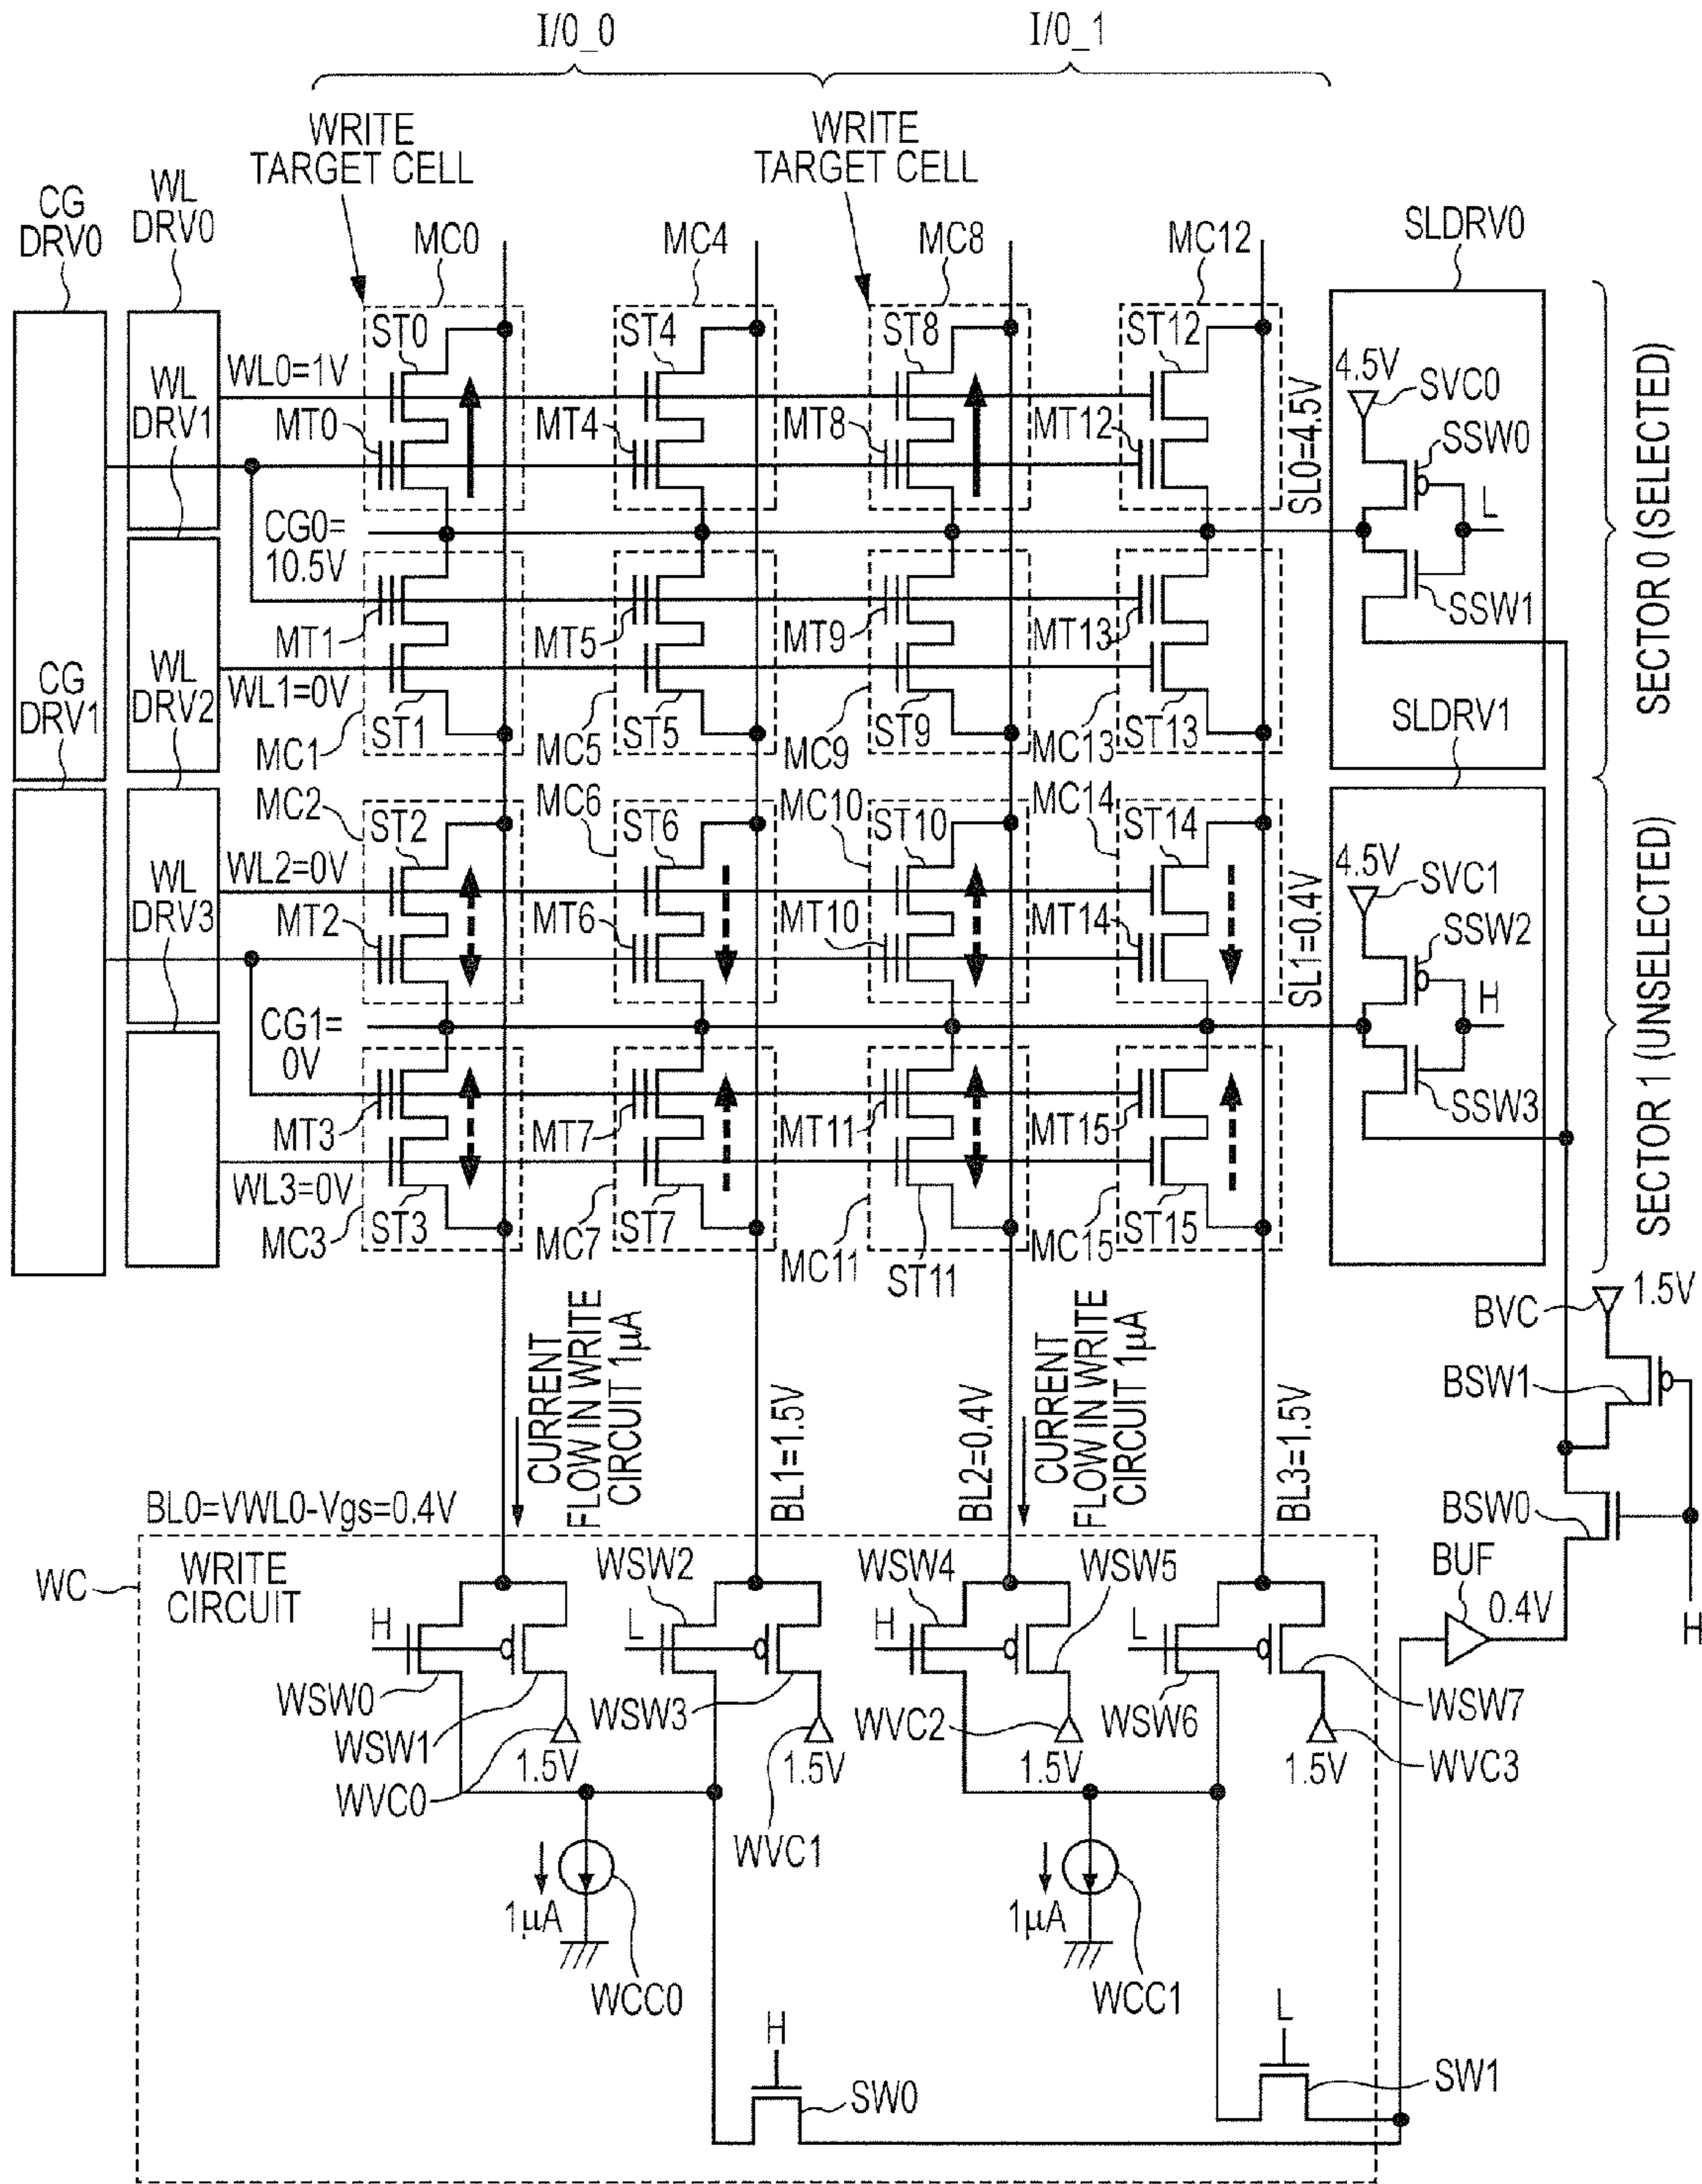 I/0_0
I/0_1
WRITE
TARGET CELL
WRITE
TARGET CELL
CG
DRV0
WL
DRV0
MC0
MC4
MC8
MC12
SLDRV0
WL
DRV1
WL0=1V
ST0
ST4
ST8
ST12
MT0
MT4
MT8
MT12
SL0=4.5V
4.5V
SVC0
SSW0
L
SSW1
SECTOR 0 (SELECTED)
CG0=
10.5V
MT1
MT5
MT9
MT13
CG
DRV1
WL
DRV2
WL1=0V
ST1
ST5
ST9
ST13
MC1
MC5
MC9
MC13
SLDRV1
MC2
MC6
MC10
MC14
WL
DRV3
WL2=0V
ST2
ST6
ST10
ST14
MT2
MT6
MT10
MT14
SL1=0.4V
4.5V
SVC1
SSW2
H
SSW3
SECTOR 1 (UNSELECTED)
CG1=
0V
MT3
MT7
MT11
MT15
WL3=0V
ST3
ST7
ST11
ST15
MC3
MC7
MC11
MC15
CURRENT
FLOW IN WRITE
CIRCUIT 1μA
BL1=1.5V
BL2=0.4V
CURRENT
FLOW IN WRITE
CIRCUIT 1μA
BL3=1.5V
BVC
1.5V
BSW1
BSW0
BL0=VWL0-Vgs=0.4V
WC
WRITE
CIRCUIT
WSW2
WSW4
WSW5
BUF
0.4V
H
H
L
H
L
WSW0
WSW1
WSW3
WVC2
WSW6
WSW7
WVC0
1.5V
1.5V
1.5V
1.5V
WVC3
WVC1
1μA
1μA
WCC0
WCC1
H
L
SW0
SW1